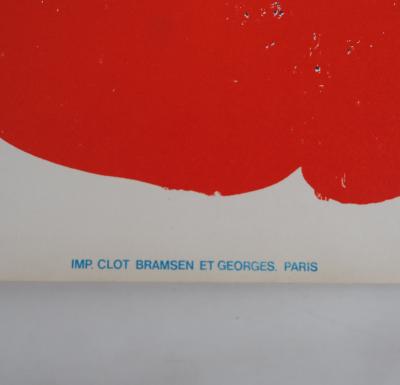 IMP. CLOT BRAMSEN ET GEORGES. PARIS